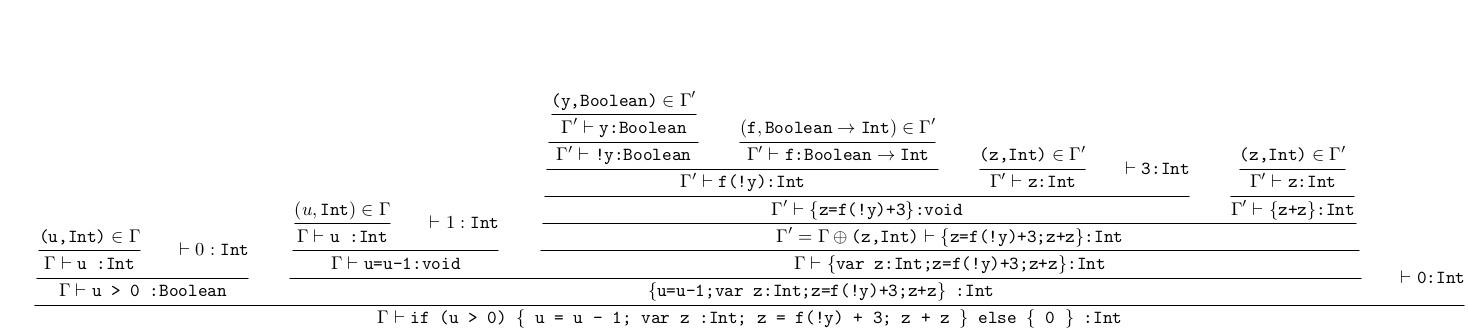 (y,Boolean) ∈ Γ′
Γ′ ⊢ y:Boolean (f,Boolean → Int) ∈ Γ′
Γ′ ⊢ !y:Boolean Γ′ ⊢ f:Boolean → Int (z,Int) ∈ Γ′ ⊢ 3:Int (z,Int) ∈ Γ′
Γ′ ⊢ f(!y):Int Γ′ ⊢ z:Int Γ′ ⊢ z:Int
(u,Int) ∈ Γ ⊢ 1 : Int Γ′ ⊢ {z=f(!y)+3}:void Γ′ ⊢ {z+z}:Int
(u,Int) ∈ Γ ⊢ 0 : Int Γ ⊢ u :Int Γ′ = Γ ⊕ (z,Int) ⊢ {z=f(!y)+3;z+z}:Int
Γ ⊢ u :Int Γ ⊢ u=u-1:void Γ ⊢ {var z:Int;z=f(!y)+3;z+z}:Int ⊢ 0:Int
Γ ⊢ u > 0 :Boolean {u=u-1;var z:Int;z=f(!y)+3;z+z} :Int
Γ ⊢ if (u > 0) { u = u - 1; var z :Int; z = f(!y) + 3; z + z } else { 0 } :Int